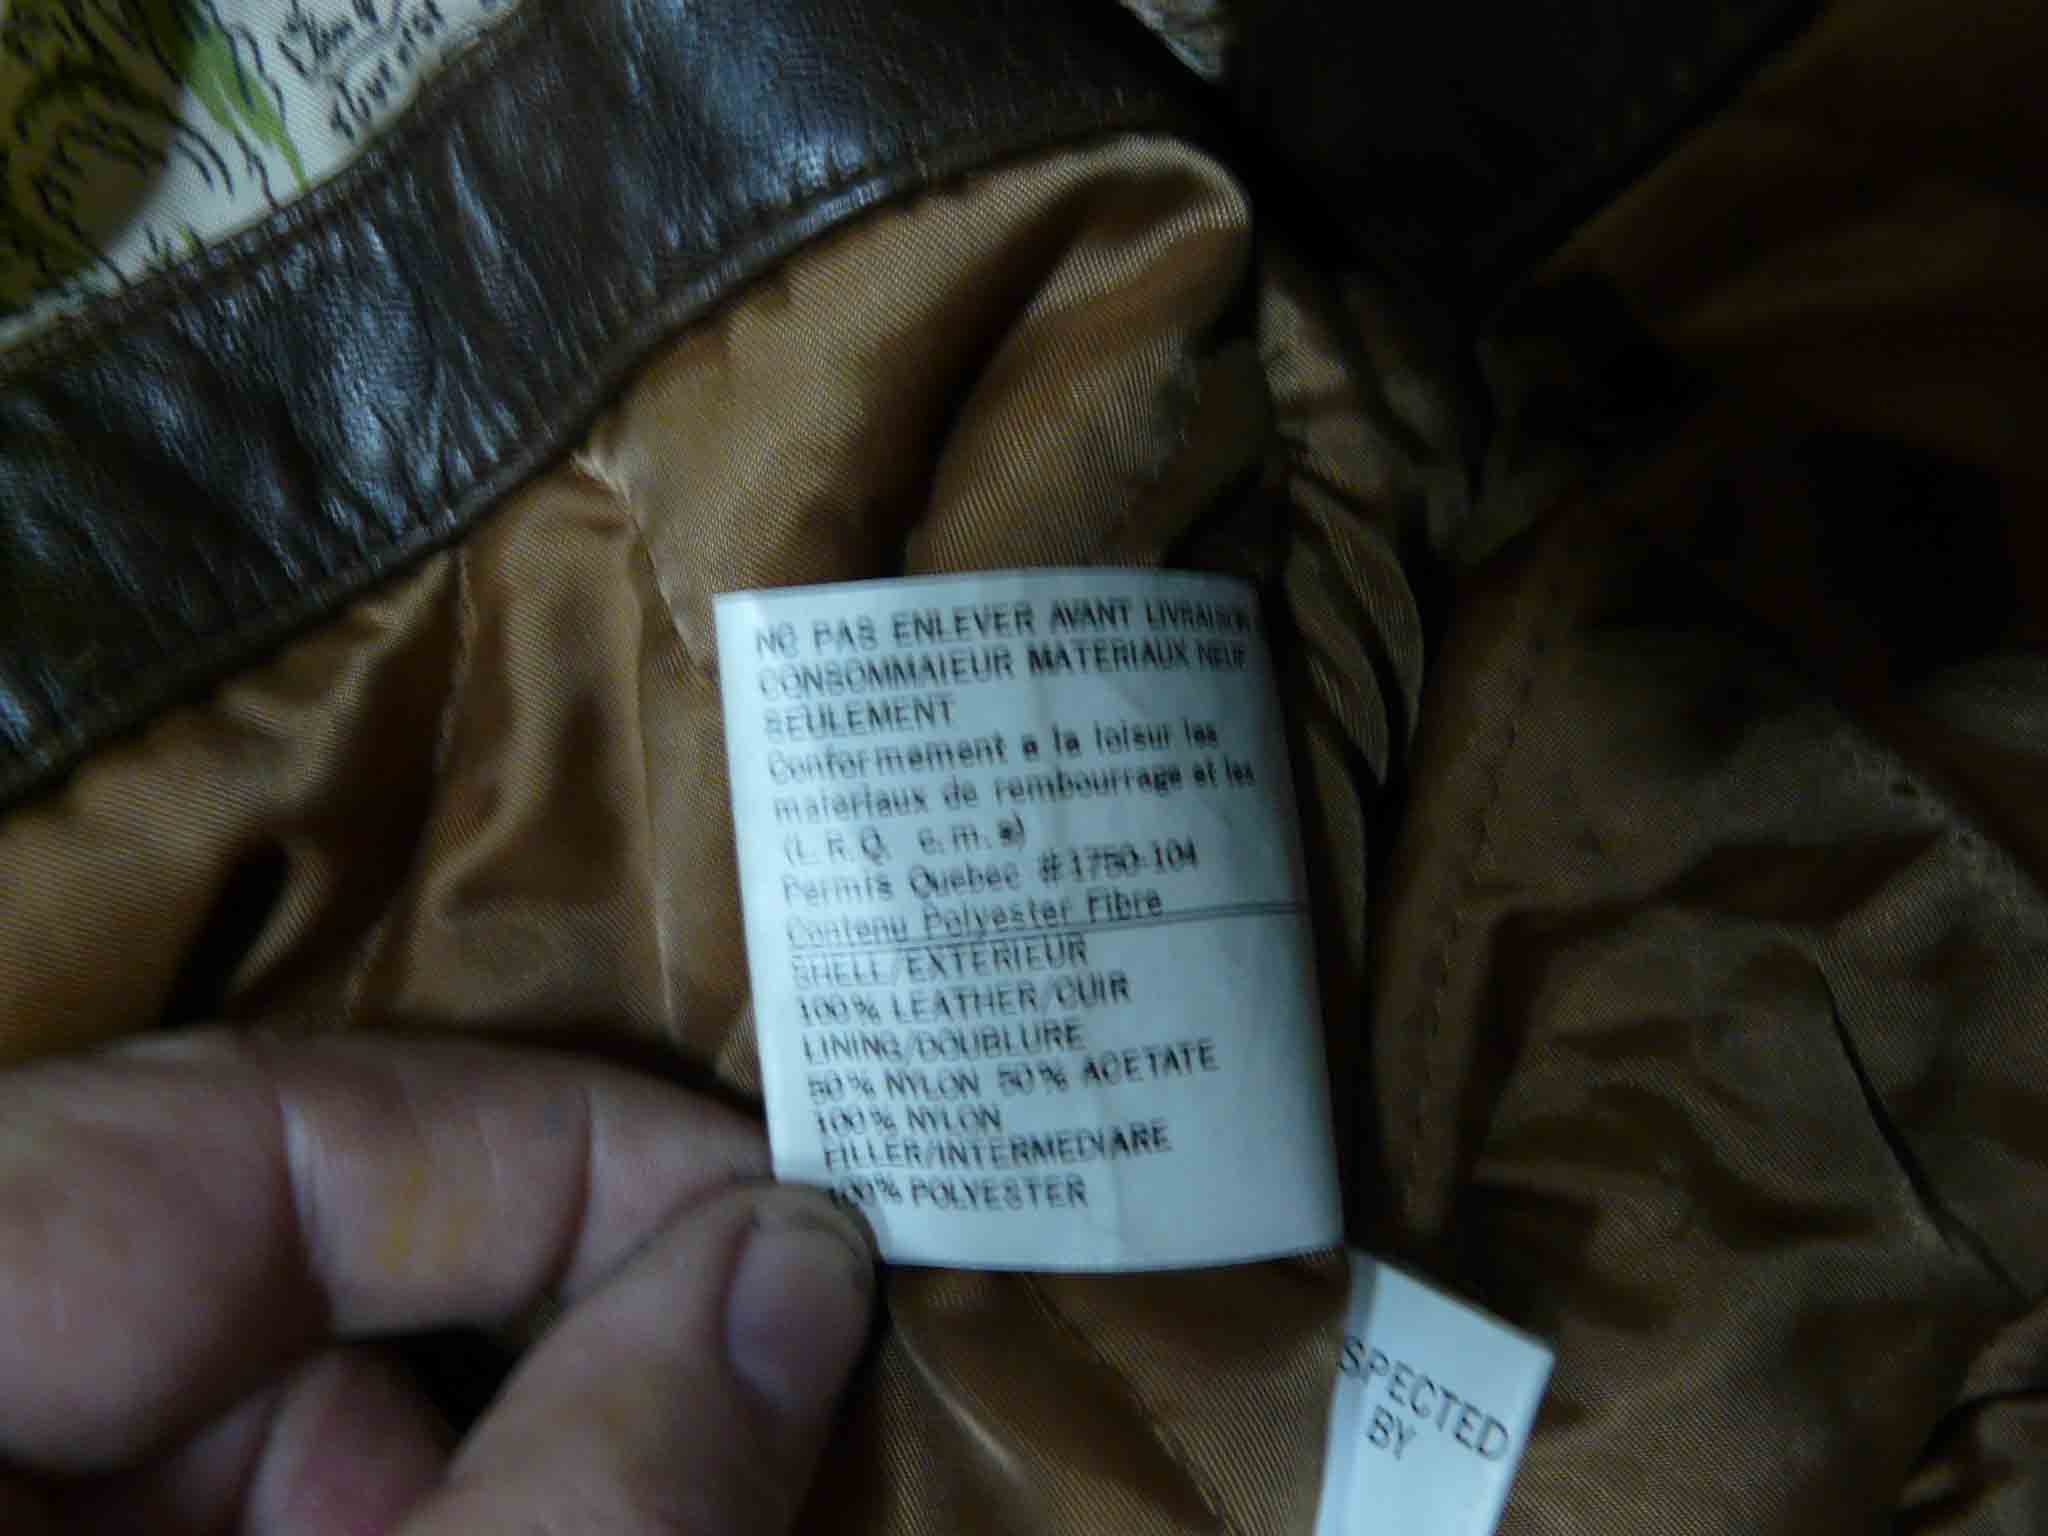 NO PAS ENLEVER AVANT LIVRAISON
CONSOMMAIEUR MATERIAUX NEUF
SEULEMENT
Conformement a la loisur les
materiaux de rembourrage et les
(L.R.Q. c.m.a)
Permis Quebec #1750-104
Contenu Polyester Fibre
SHELL/EXTERIEUR
100% LEATHER/CUIR
LINING/DOUBLURE
50% NYLON 50% ACETATE
100% NYLON
FILLER/INTERMEDIARE
100% POLYESTER
SPECTED
BY